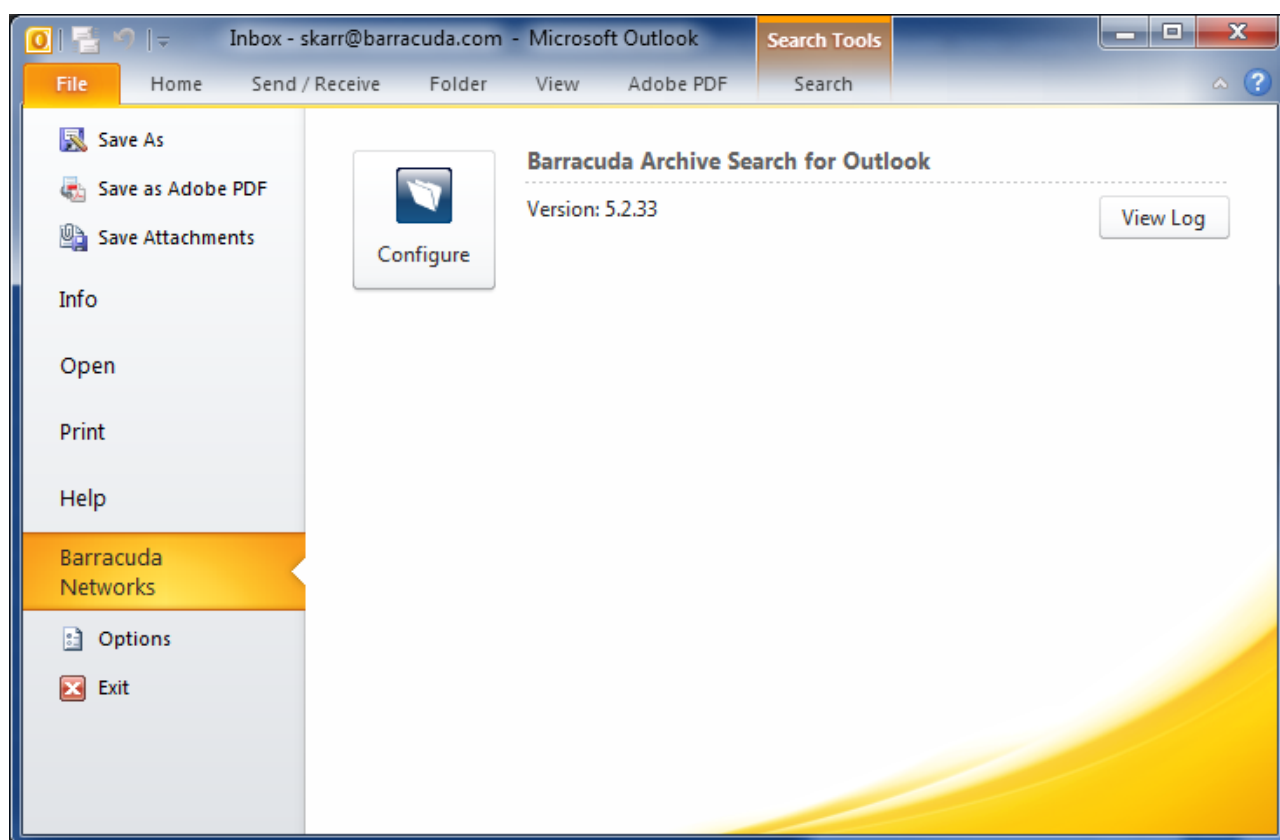 Inbox - skarr@barracuda.com - Microsoft Outlook
Search Tools
File Home Send / Receive Folder View Adobe PDF Search
Save As
Save as Adobe PDF
Save Attachments
Info
Open
Print
Help
Barracuda
Networks
Options
Exit
Configure
Barracuda Archive Search for Outlook
Version: 5.2.33
View Log